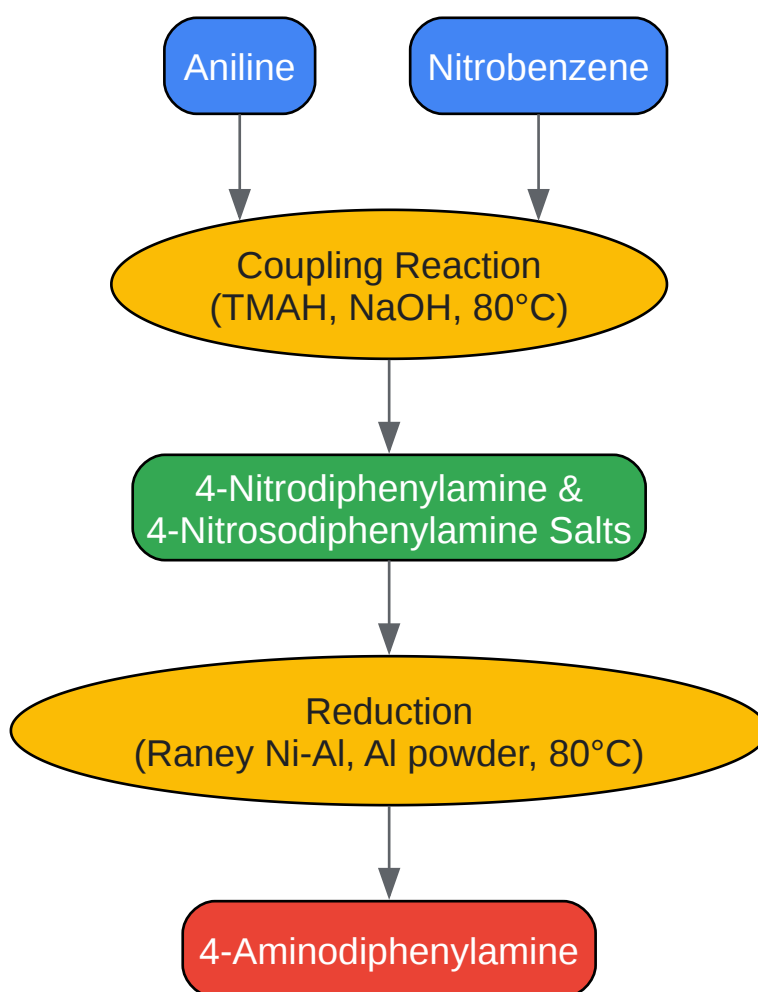 Aniline
Nitrobenzene
Coupling Reaction
(TMAH, NaOH, 80°C)
4-Nitrodiphenylamine &
4-Nitrosodiphenylamine Salts
Reduction
(Raney Ni-Al, Al powder, 80°C)
4-Aminodiphenylamine